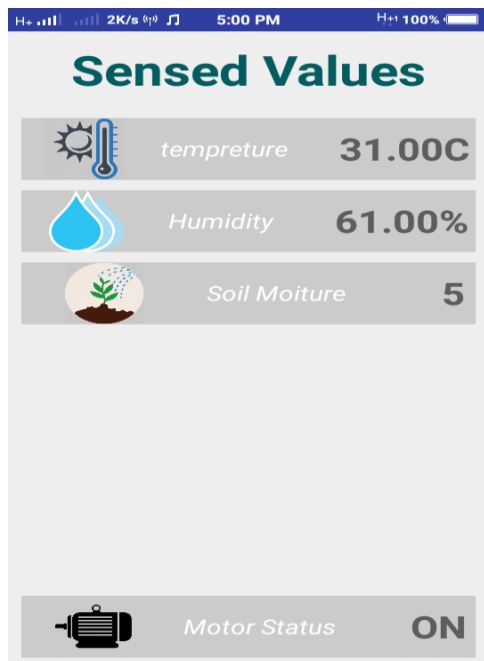 H+ 2K/s 5:00 PM H+ 100%
Sensed Values
tempreture 31.00C
Humidity 61.00%
Soil Moiture 5
Motor Status ON